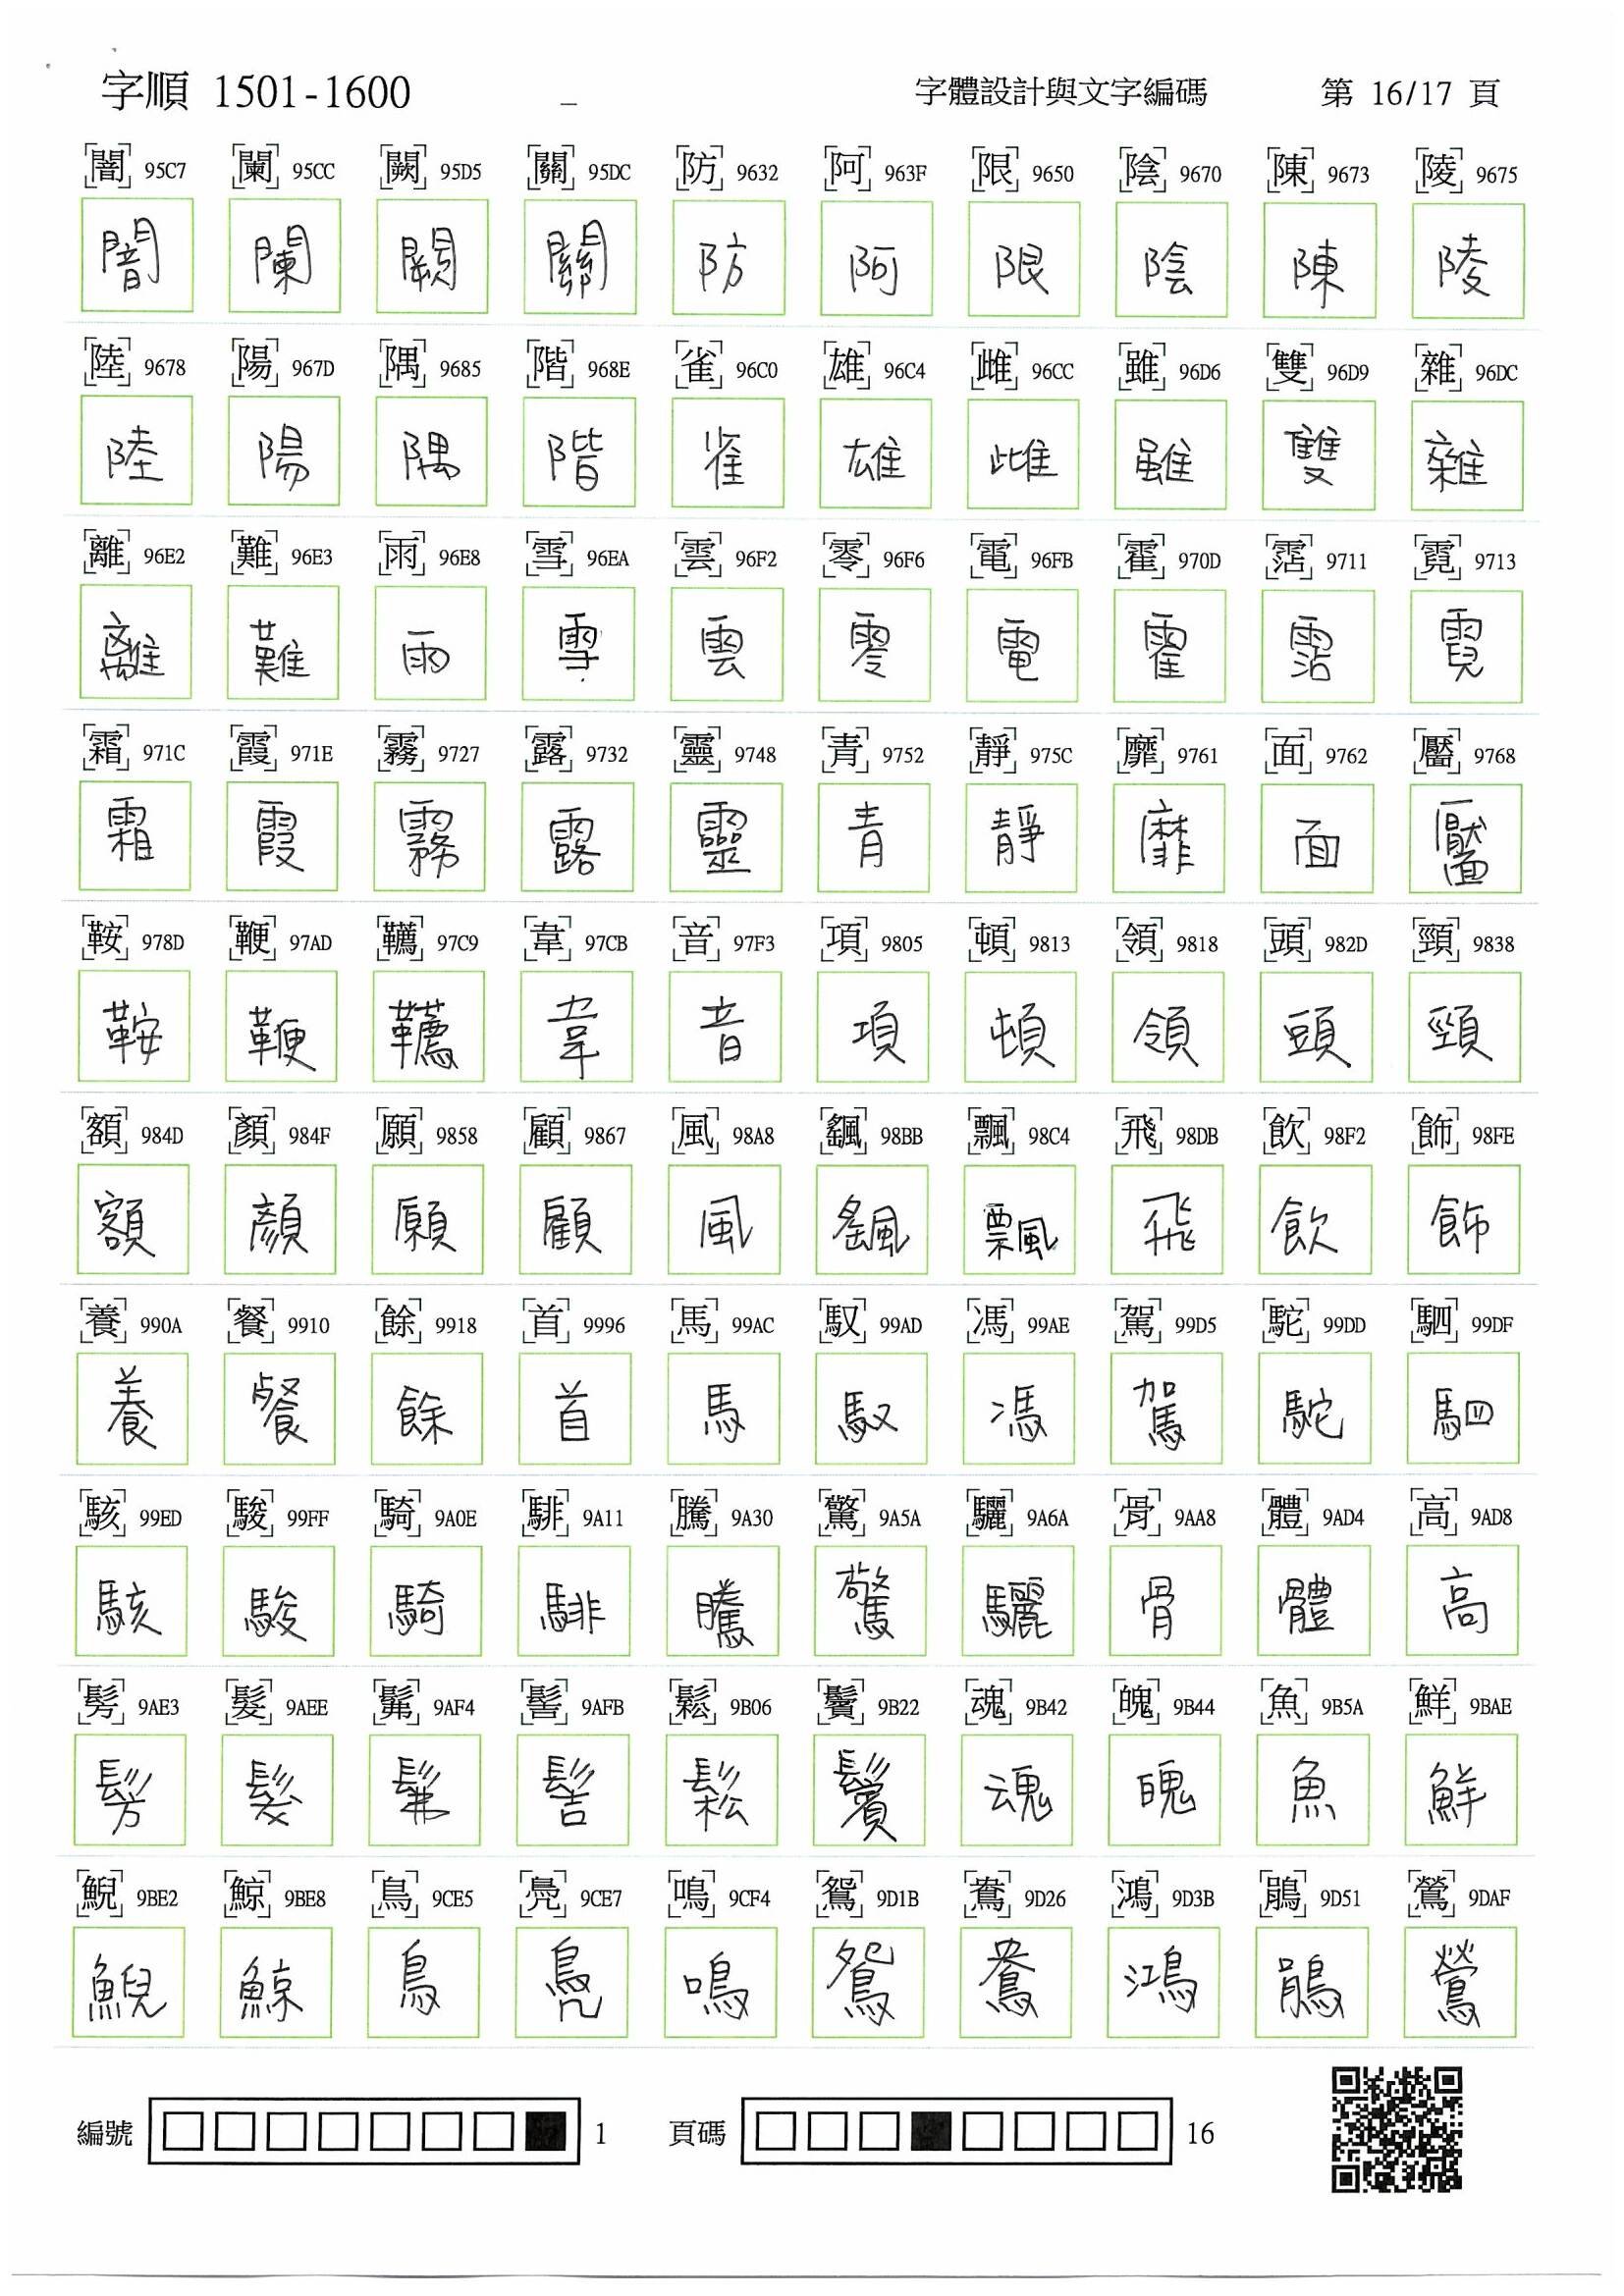 字順 1501-1600 字體設計與文字編碼 第 16/17 頁
闇 95C7 闌 95CC 闕 95D5 關 95DC 防 9632 阿 963F 限 9650 陰 9670 陳 9673 陵 9675
闇 闌 闕 關 防 阿 限 陰 陳 陵
陸 9678 陽 967D 隅 9685 階 968E 雀 96C0 雄 96C4 雌 96CC 雖 96D6 雙 96D9 雜 96DC
陸 陽 隅 階 雀 雄 雌 雖 雙 雜
離 96E2 難 96E3 雨 96E8 雪 96EA 雲 96F2 零 96F6 電 96FB 霍 970D 霑 9711 霓 9713
離 難 雨 雪 雲 零 電 霍 霑 霓
霜 971C 霞 971E 霧 9727 露 9732 靈 9748 青 9752 靜 975C 靡 9761 面 9762 靨 9768
霜 霞 霧 露 靈 青 靜 靡 面 靨
鞍 978D 鞭 97AD 韉 97C9 韋 97CB 音 97F3 項 9805 頓 9813 領 9818 頭 982D 頸 9838
鞍 鞭 韉 韋 音 項 頓 領 頭 頸
額 984D 顏 984F 願 9858 顧 9867 風 98A8 颻 98BB 飄 98C4 飛 98DB 飲 98F2 飾 98FE
額 顏 願 顧 風 颻 飄 飛 飲 飾
養 990A 餐 9910 餘 9918 首 9996 馬 99AC 馭 99AD 馮 99AE 駕 99D5 駝 99DD 駟 99DF
養 餐 餘 首 馬 馭 馮 駕 駝 駟
駭 99ED 駿 99FF 騎 9A0E 騑 9A11 騰 9A30 驚 9A5A 驪 9A6A 骨 9AA8 體 9AD4 高 9AD8
駭 駿 騎 騑 騰 驚 驪 骨 體 高
髣 9AE3 髮 9AEE 髴 9AF4 髻 9AFB 鬆 9B06 鬢 9B22 魂 9B42 魄 9B44 魚 9B5A 鮮 9BAE
髣 髮 髴 髻 鬆 鬢 魂 魄 魚 鮮
鯢 9BE2 鯨 9BE8 鳥 9CE5 鳧 9CE7 鳴 9CF4 鴛 9D1B 鴦 9D26 鴻 9D3B 鵑 9D51 鶯 9DAF
鯢 鯨 鳥 鳧 鳴 鴛 鴦 鴻 鵑 鶯
編號 1 頁碼 16